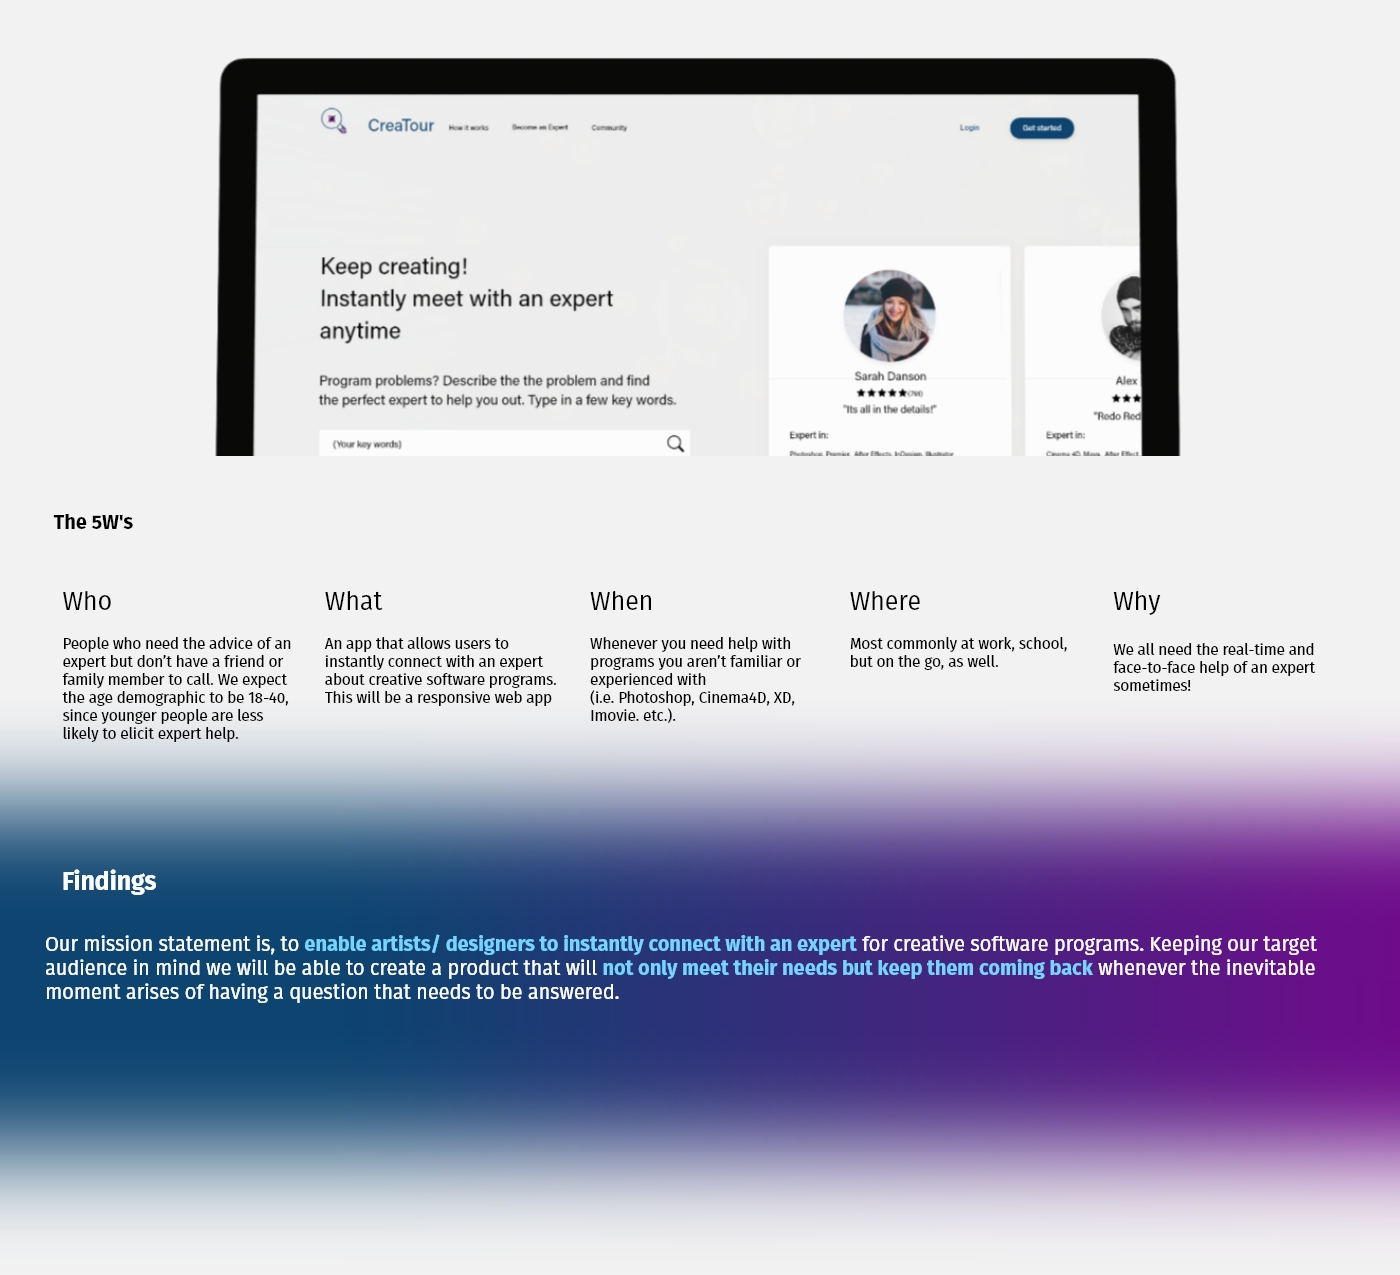 CreaTour How it works Become an Expert Community Login Get started
Keep creating!
Instantly meet with an expert
anytime
Program problems? Describe the the problem and find
the perfect expert to help you out. Type in a few key words.
(Your key words)
Sarah Danson
"Its all in the details!"
Expert in:
Photoshop, Premier, After Effects, InDesign, Illustrator
Alex
"Redo Red
Expert in:
Cinema 4D, Maya, After Effect
The 5W's
Who
People who need the advice of an
expert but don’t have a friend or
family member to call. We expect
the age demographic to be 18-40,
since younger people are less
likely to elicit expert help.
What
An app that allows users to
instantly connect with an expert
about creative software programs.
This will be a responsive web app
When
Whenever you need help with
programs you aren’t familiar or
experienced with
(i.e. Photoshop, Cinema4D, XD,
Imovie. etc.).
Where
Most commonly at work, school,
but on the go, as well.
Why
We all need the real-time and
face-to-face help of an expert
sometimes!
Findings
Our mission statement is, to enable artists/ designers to instantly connect with an expert for creative software programs. Keeping our target
audience in mind we will be able to create a product that will not only meet their needs but keep them coming back whenever the inevitable
moment arises of having a question that needs to be answered.